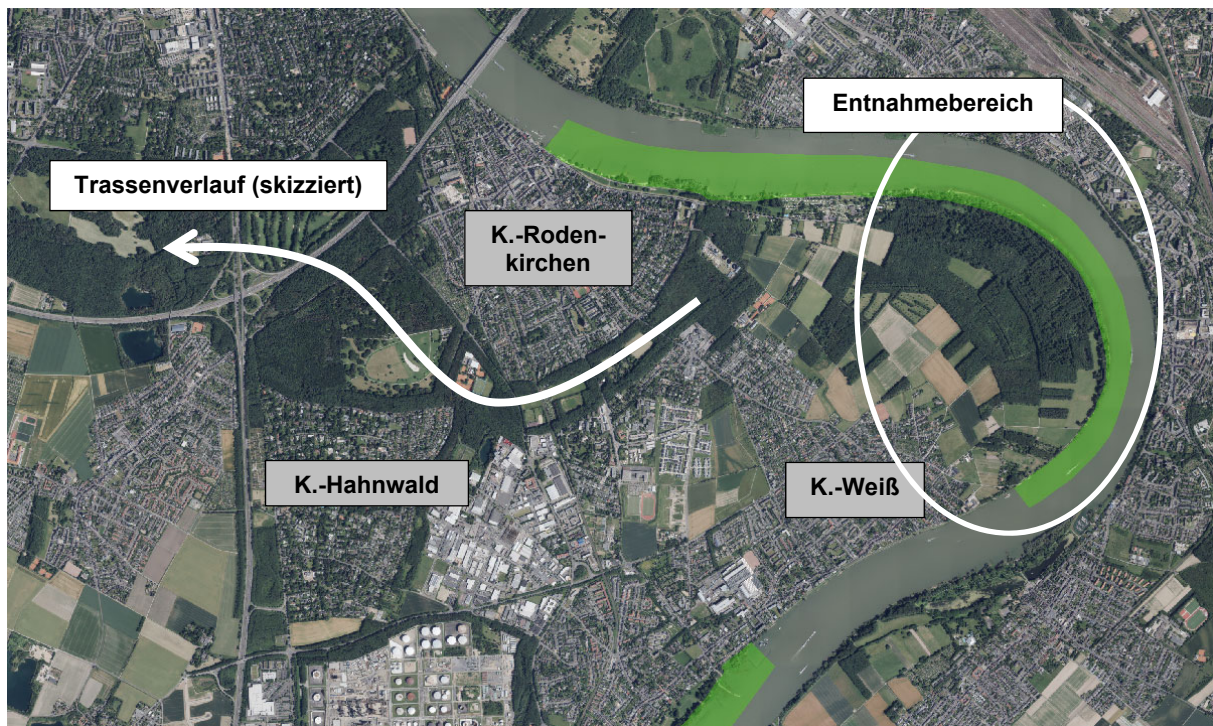 Entnahmebereich
Trassenverlauf (skizziert)
K.-Roden-
kirchen
K.-Hahnwald
K.-Weiß